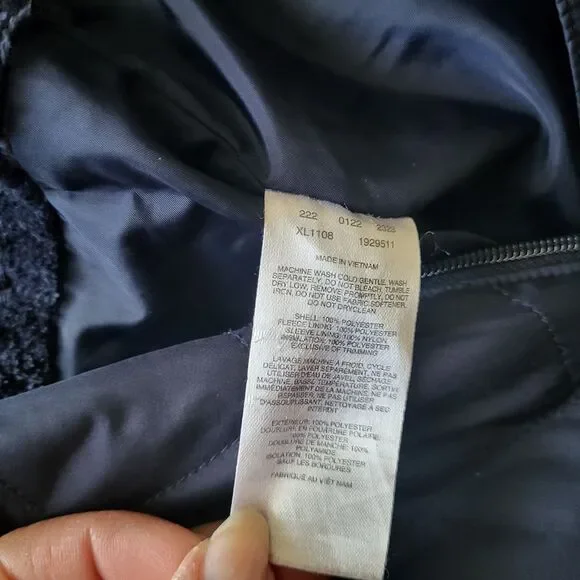 222 0122 2323
XL1108 1929511
MADE IN VIETNAM
MACHINE WASH COLD GENTLE, WASH
SEPARATELY, DO NOT BLEACH, TUMBLE
DRY LOW, REMOVE PROMPTLY, DO NOT
IRON, DO NOT USE FABRIC SOFTENER,
DO NOT DRYCLEAN
SHELL: 100% POLYESTER
FLEECE LINING: 100% POLYESTER
SLEEVE LINING: 100% NYLON
INSULATION: 100% POLYESTER
EXCLUSIVE OF TRIMMING
LAVAGE MACHINE À FROID, CYCLE
DÉLICAT, LAVER SÉPARÉMENT, NE PAS
UTILISER D'EAU DE JAVEL, SÉCHAGE
MACHINE, BASSE TEMPÉRATURE, SORTIR
IMMÉDIATEMENT DE LA MACHINE, NE PAS
REPASSER, NE PAS UTILISER
D'ASSOUPLISSANT, NETTOYAGE À SEC
INTERDIT
EXTÉRIEUR: 100% POLYESTER
DOUBLURE EN FOURRURE POLAIRE:
100% POLYESTER
DOUBLURE DE MANCHE: 100%
POLYAMIDE
ISOLATION: 100% POLYESTER
SAUF LES BORDURES
FABRIQUÉ AU VIÊT NAM